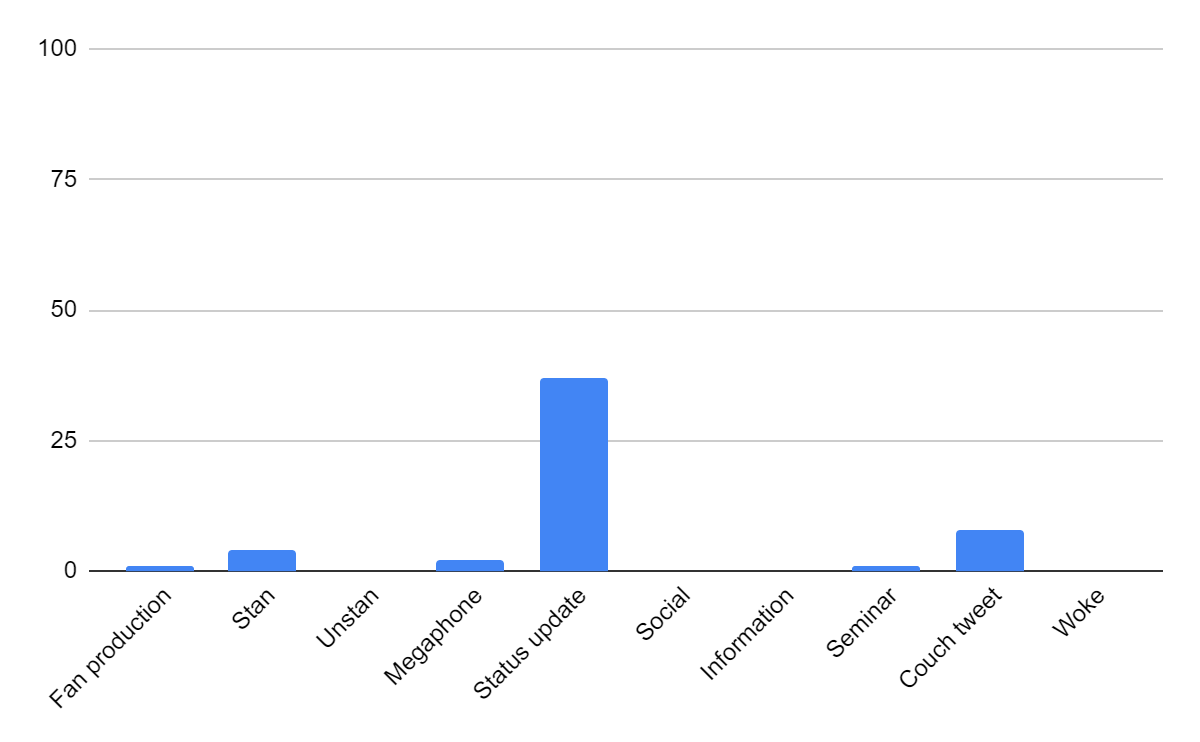 100
75
50
25
0
Fan production
Stan
Unstan
Megaphone
Status update
Social
Information
Seminar
Couch tweet
Woke